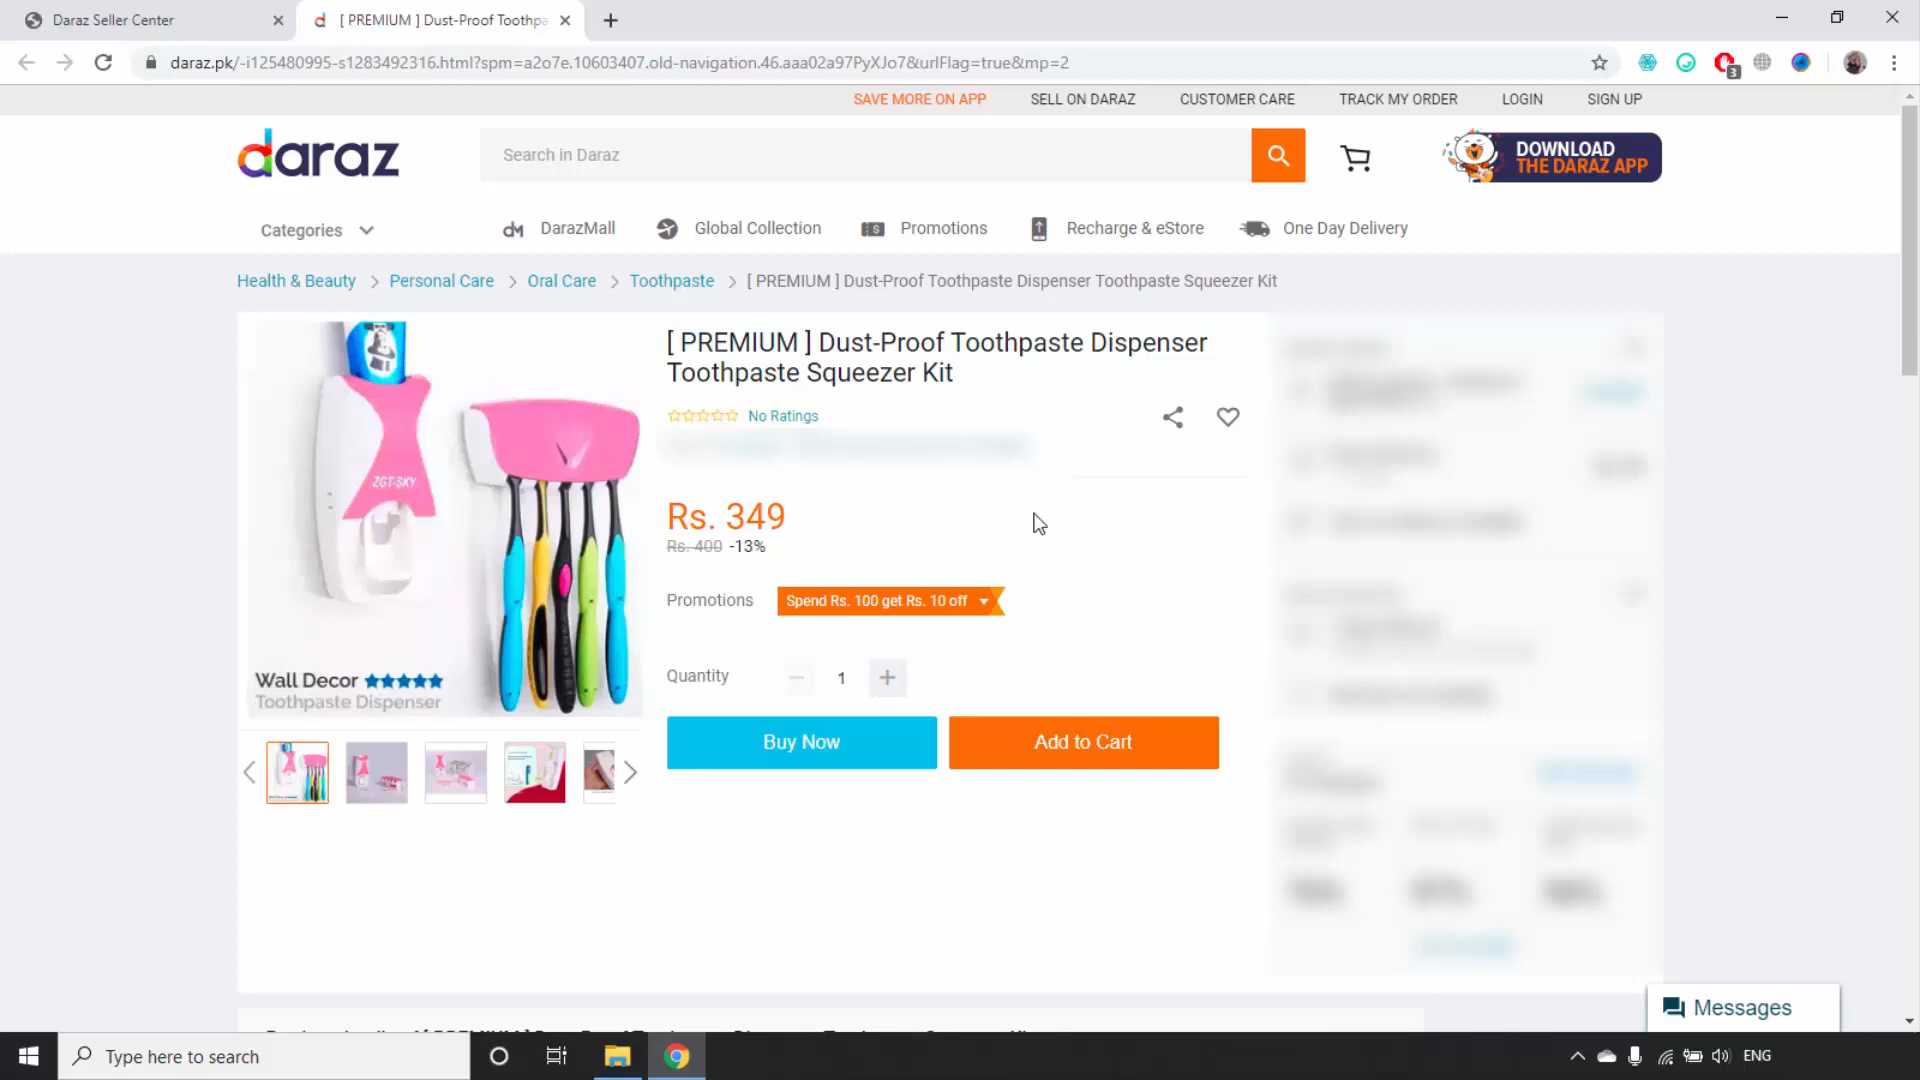 Daraz Seller Center
[ PREMIUM ] Dust-Proof Toothpa
daraz.pk/-i125480995-s1283492316.html?spm=a2o7e.10603407.old-navigation.46.aaa02a97PyXJo7&urlFlag=true&mp=2
3
SAVE MORE ON APP
SELL ON DARAZ
CUSTOMER CARE
TRACK MY ORDER
LOGIN
SIGN UP
daraz
Search in Daraz
DOWNLOAD
THE DARAZ APP
Categories
DarazMall
Global Collection
Promotions
Recharge & eStore
One Day Delivery
Health & Beauty > Personal Care > Oral Care > Toothpaste > [ PREMIUM ] Dust-Proof Toothpaste Dispenser Toothpaste Squeezer Kit
[ PREMIUM ] Dust-Proof Toothpaste Dispenser
Toothpaste Squeezer Kit
No Ratings
ZGT-SKY
Rs. 349
Rs. 400 -13%
Promotions
Spend Rs. 100 get Rs. 10 off
Wall Decor
Toothpaste Dispenser
Quantity
1
Buy Now
Add to Cart
Messages
Type here to search
ENG